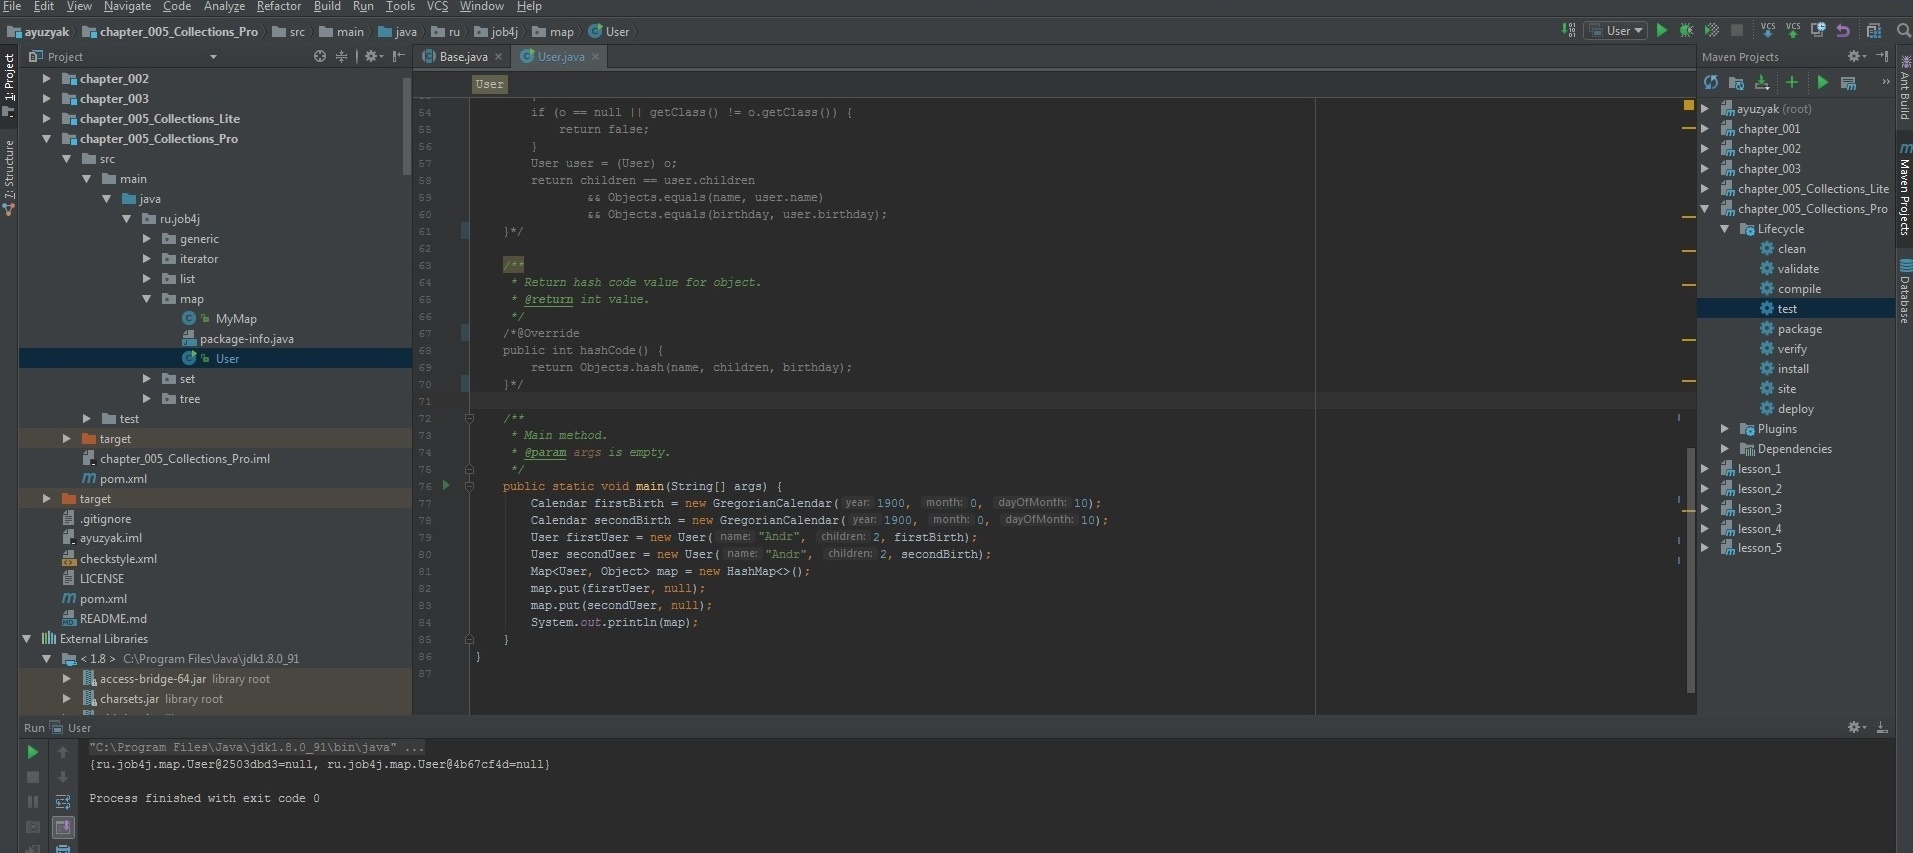 File Edit View Navigate Code Analyze Refactor Build Run Tools VCS Window Help
ayuzyak chapter_005_Collections_Pro src main java ru job4j map User
User
VCS VCS
1: Project
7: Structure
Project
chapter_002
chapter_003
chapter_005_Collections_Lite
chapter_005_Collections_Pro
src
main
java
ru.job4j
generic
iterator
list
map
MyMap
package-info.java
User
set
tree
test
target
chapter_005_Collections_Pro.iml
pom.xml
target
.gitignore
ayuzyak.iml
checkstyle.xml
LICENSE
pom.xml
README.md
External Libraries
< 1.8 > C:\Program Files\Java\jdk1.8.0_91
access-bridge-64.jar library root
charsets.jar library root
Base.java User.java
User
54 if (o == null || getClass() != o.getClass()) {
55 return false;
56 }
57 User user = (User) o;
58 return children == user.children
59 && Objects.equals(name, user.name)
60 && Objects.equals(birthday, user.birthday);
61 }*/
62
63 /**
64 * Return hash code value for object.
65 * @return int value.
66 */
67 /*@Override
68 public int hashCode() {
69 return Objects.hash(name, children, birthday);
70 }*/
71
72 /**
73 * Main method.
74 * @param args is empty.
75 */
76 public static void main(String[] args) {
77 Calendar firstBirth = new GregorianCalendar( year: 1900, month: 0, dayOfMonth: 10);
78 Calendar secondBirth = new GregorianCalendar( year: 1900, month: 0, dayOfMonth: 10);
79 User firstUser = new User( name: "Andr", children: 2, firstBirth);
80 User secondUser = new User( name: "Andr", children: 2, secondBirth);
81 Map<User, Object> map = new HashMap<>();
82 map.put(firstUser, null);
83 map.put(secondUser, null);
84 System.out.println(map);
85 }
86 }
87
Maven Projects
ayuzyak (root)
chapter_001
chapter_002
chapter_003
chapter_005_Collections_Lite
chapter_005_Collections_Pro
Lifecycle
clean
validate
compile
test
package
verify
install
site
deploy
Plugins
Dependencies
lesson_1
lesson_2
lesson_3
lesson_4
lesson_5
Ant Build
Maven Projects
Database
Run User
"C:\Program Files\Java\jdk1.8.0_91\bin\java" ...
{ru.job4j.map.User@2503dbd3=null, ru.job4j.map.User@4b67cf4d=null}
Process finished with exit code 0